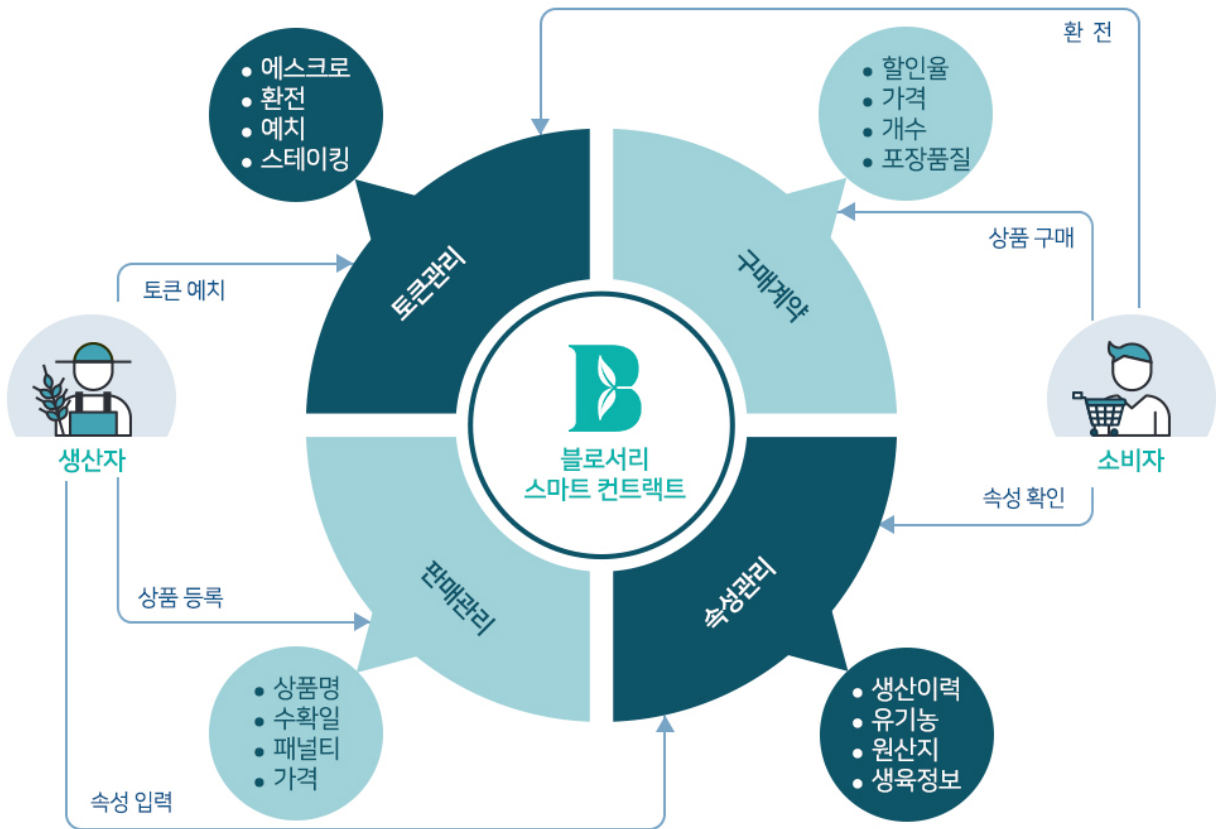 환 전
• 에스크로
• 환전
• 예치
• 스테이킹
• 할인율
• 가격
• 개수
• 포장품질
상품 구매
토큰관리
구매계약
토큰 예치
B
블로서리
스마트 컨트랙트
생산자
소비자
속성 확인
판매관리
속성관리
상품 등록
• 상품명
• 수확일
• 패널티
• 가격
• 생산이력
• 유기농
• 원산지
• 생육정보
속성 입력